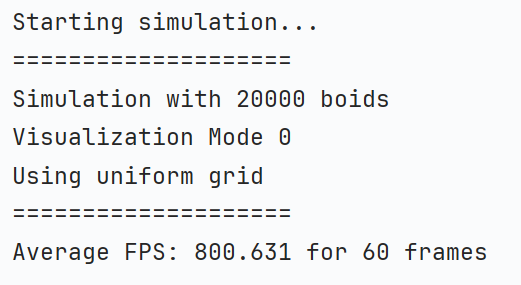 Starting simulation...
====================
Simulation with 20000 boids
Visualization Mode 0
Using uniform grid
====================
Average FPS: 800.631 for 60 frames